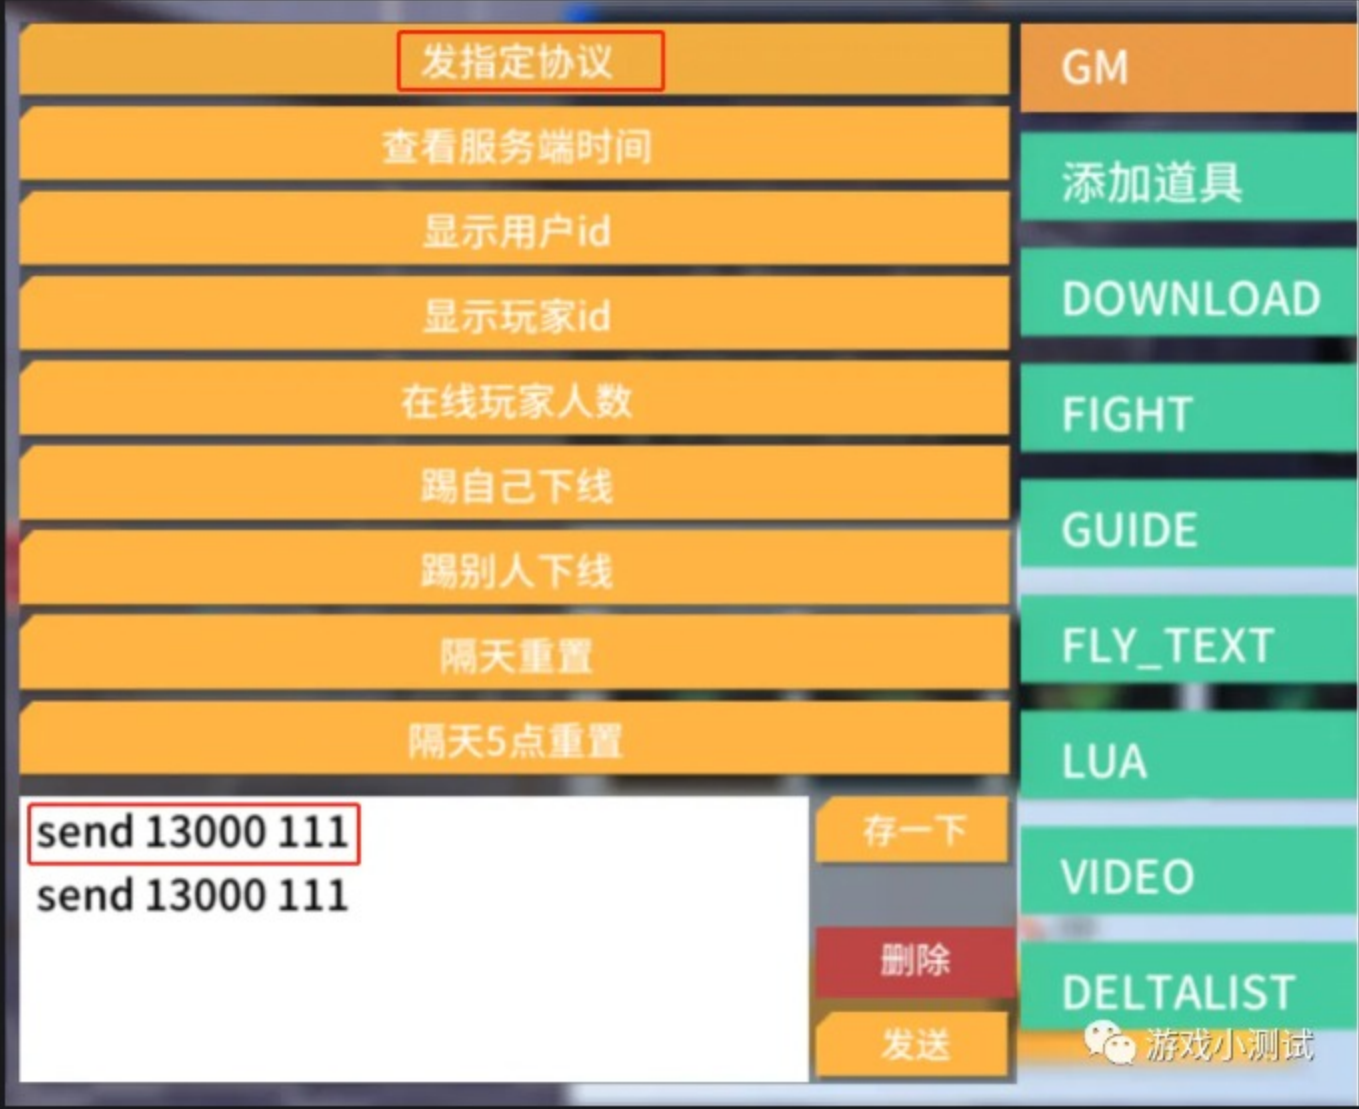 发指定协议
查看服务端时间
显示用户id
显示玩家id
在线玩家人数
踢自己下线
踢别人下线
隔天重置
隔天5点重置
send 13000 111
send 13000 111
存一下
删除
发送
GM
添加道具
DOWNLOAD
FIGHT
GUIDE
FLY_TEXT
LUA
VIDEO
DELTALIST
游戏小测试